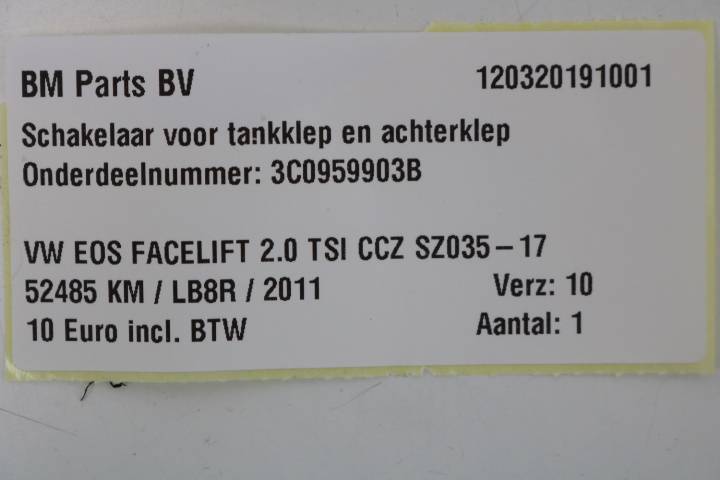 BM Parts BV 120320191001
Schakelaar voor tankklep en achterklep
Onderdeelnummer: 3C0959903B
VW EOS FACELIFT 2.0 TSI CCZ SZ035 – 17
52485 KM / LB8R / 2011 Verz: 10
10 Euro incl. BTW Aantal: 1